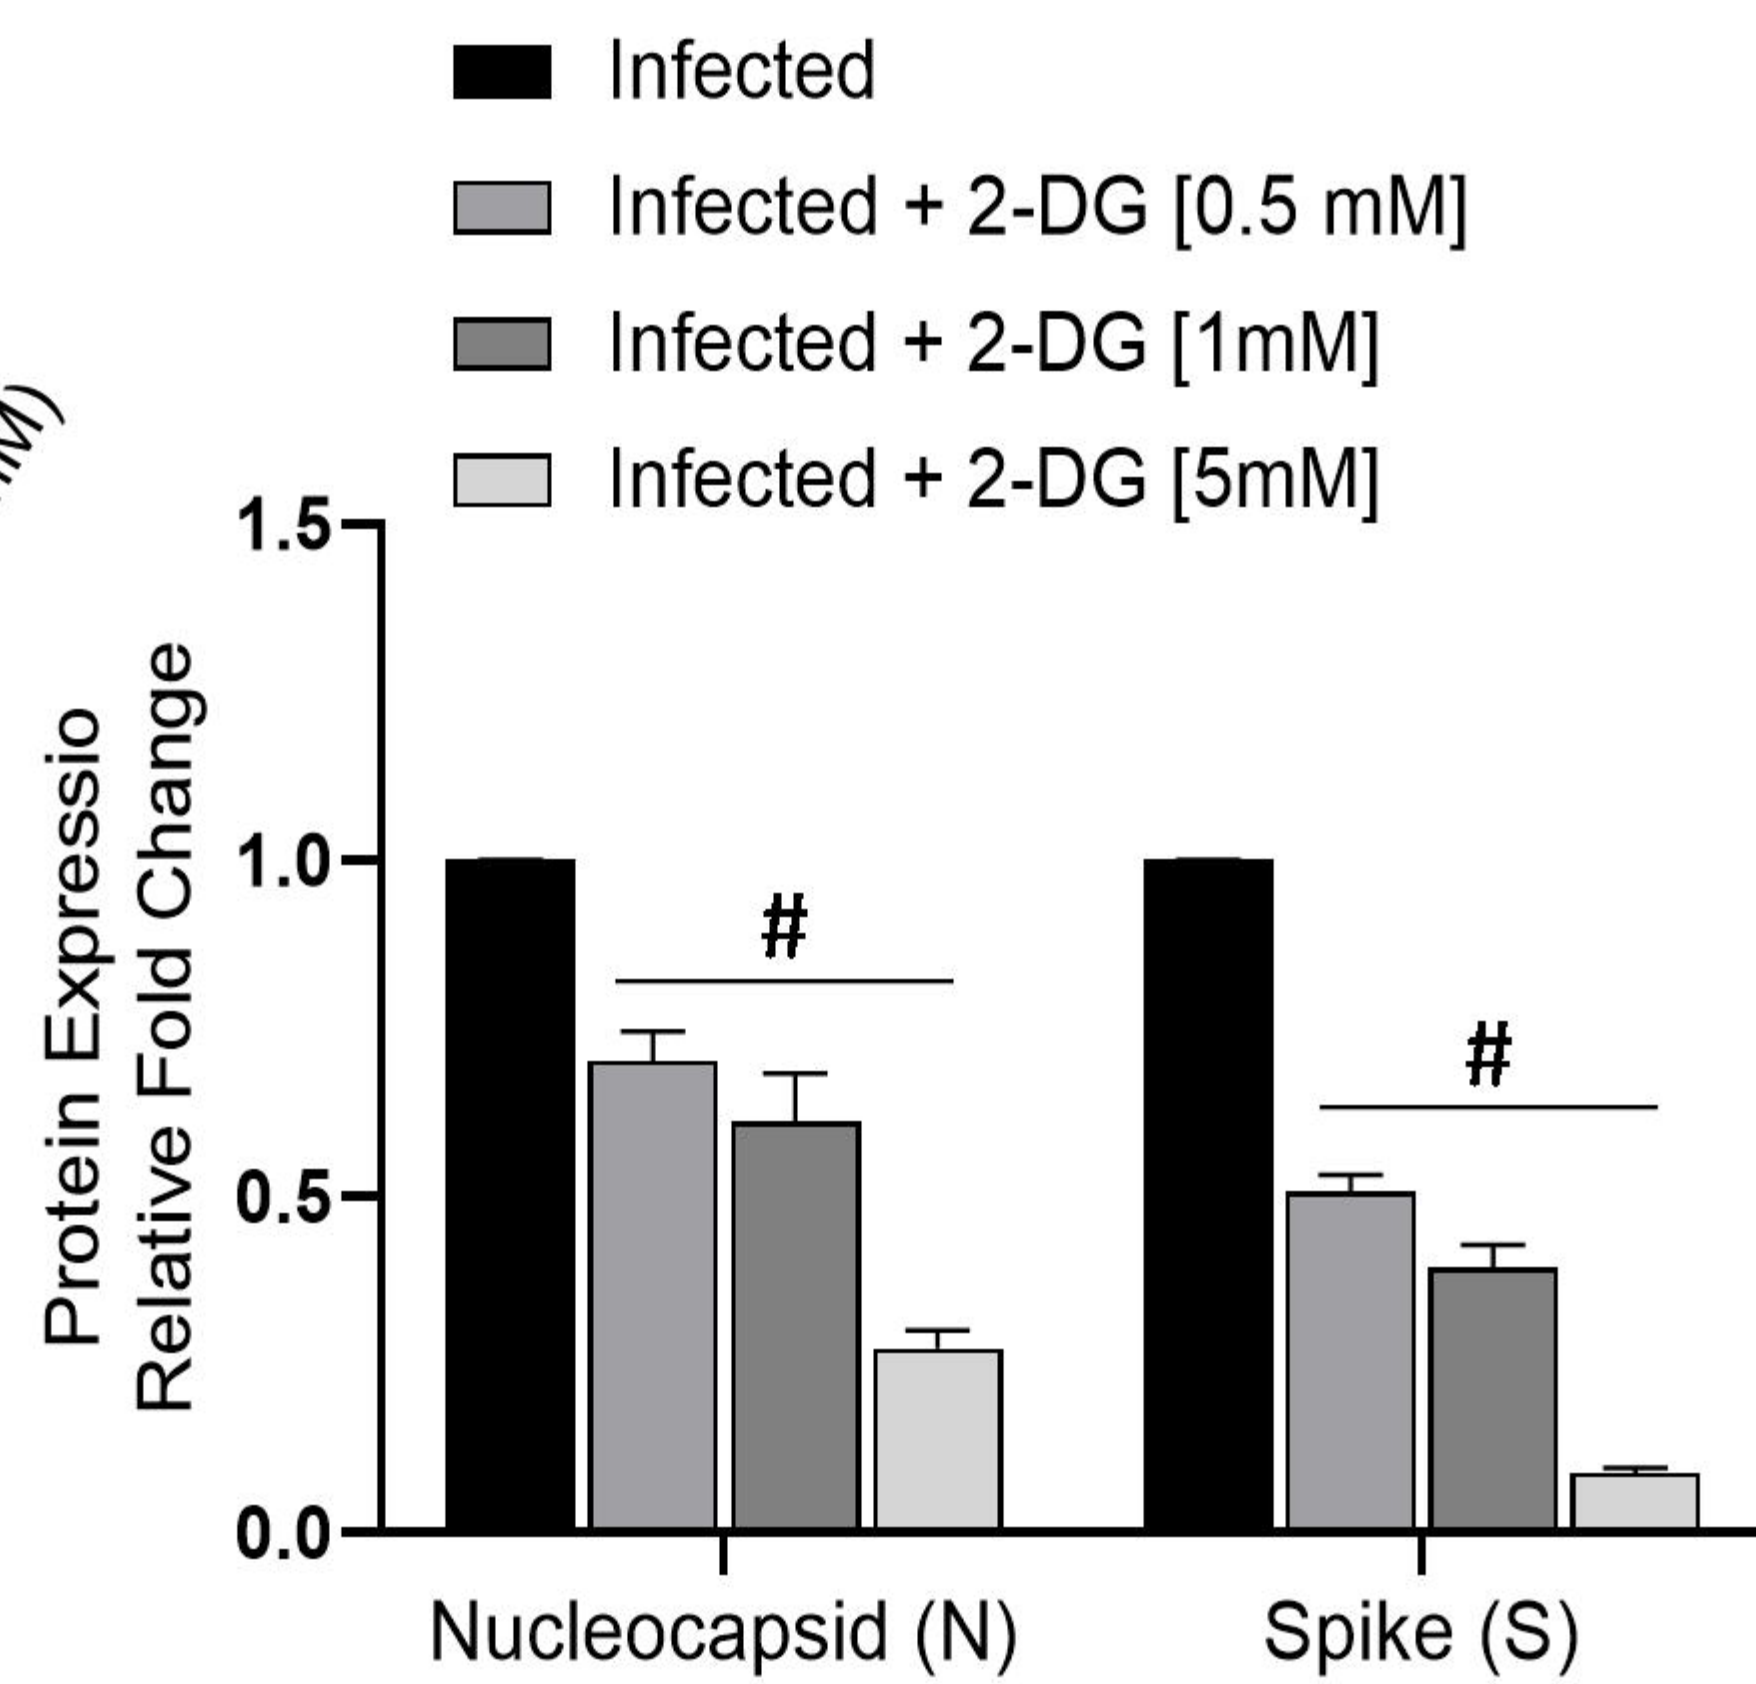 Infected
Infected + 2-DG [0.5 mM]
Infected + 2-DG [1mM]
Infected + 2-DG [5mM]
M)
1.5
1.0
0.5
0.0
Protein Expressio
Relative Fold Change
#
#
Nucleocapsid (N)
Spike (S)